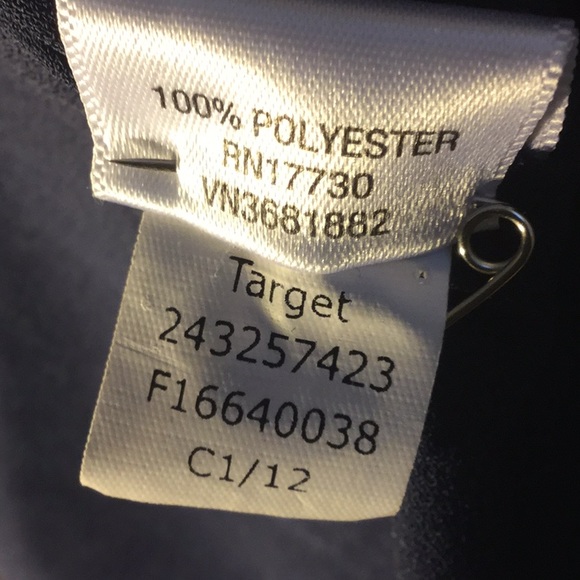 100% POLYESTER
RN17730
VN3681882
Target
243257423
F16640038
C1/12